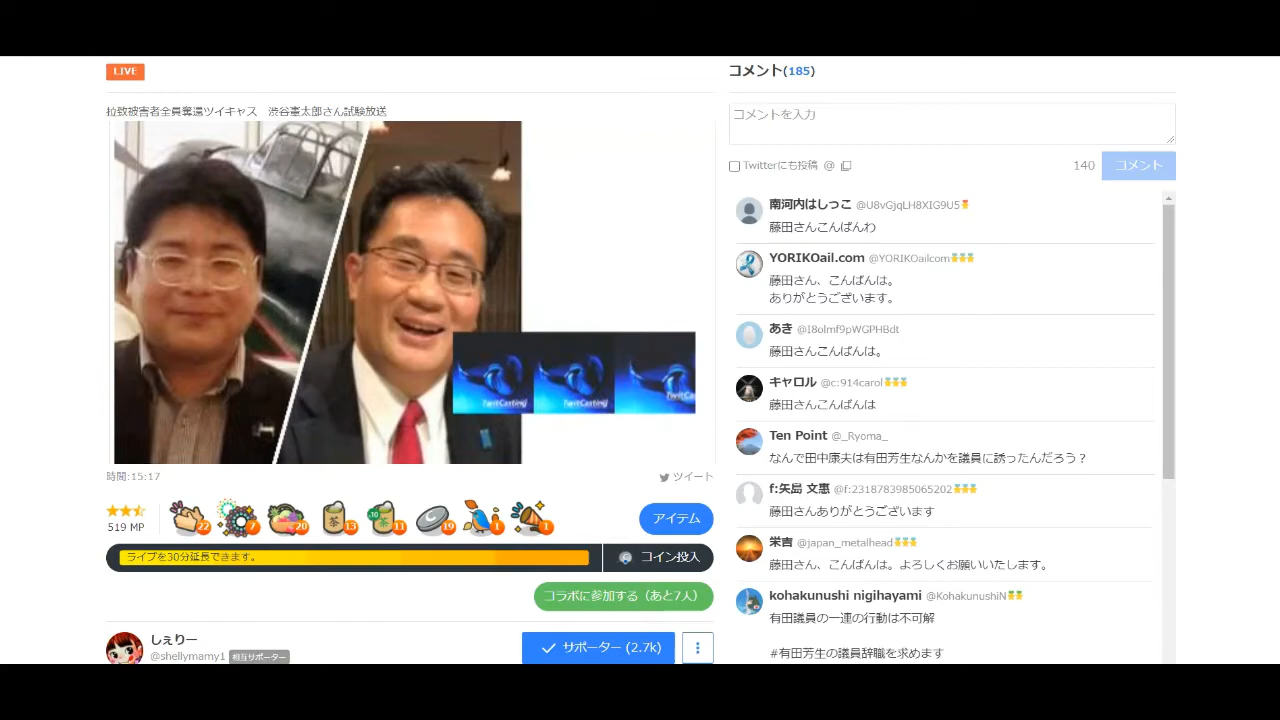 LIVE
拉致被害者全員奪還ツイキャス　渋谷憲太郎さん試験放送
TwitCasting
TwitCasting
TwitCas
時間:15:17
ツイート
519 MP
22
7
20
茶
13
-10
茶
11
C
19
1
1
アイテム
ライブを30分延長できます。
コイン投入
コラボに参加する（あと7人）
しぇりー
@shellymamy1 相互サポーター
サポーター (2.7k)
コメント(185)
コメントを入力
Twitterにも投稿 @
140
コメント
南河内はしっこ @U8vGjqLH8XIG9U5
藤田さんこんばんわ
YORIKOail.com @YORIKOailcom
藤田さん、こんばんは。
ありがとうございます。
あき @I8olmf9pWGPHBdt
藤田さんこんばんは。
キャロル @c:914carol
藤田さんこんばんは
Ten Point @_Ryoma_
なんで田中康夫は有田芳生なんかを議員に誘ったんだろう？
f:矢島 文恵 @f:2318783985065202
藤田さんありがとうございます
栄吉 @japan_metalhead
藤田さん、こんばんは。よろしくお願いいたします。
kohakunushi nigihayami @KohakunushiN
有田議員の一連の行動は不可解
#有田芳生の議員辞職を求めます